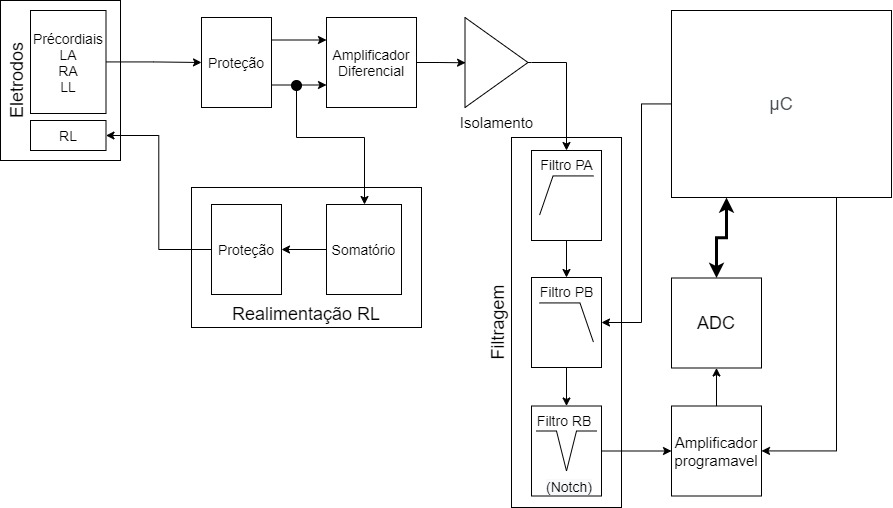 Eletrodos
Précordiais
LA
RA
LL
RL
Proteção
Amplificador
Diferencial
Isolamento
Proteção
Somatório
Realimentação RL
Filtragem
Filtro PA
Filtro PB
Filtro RB
(Notch)
µC
ADC
Amplificador
programavel